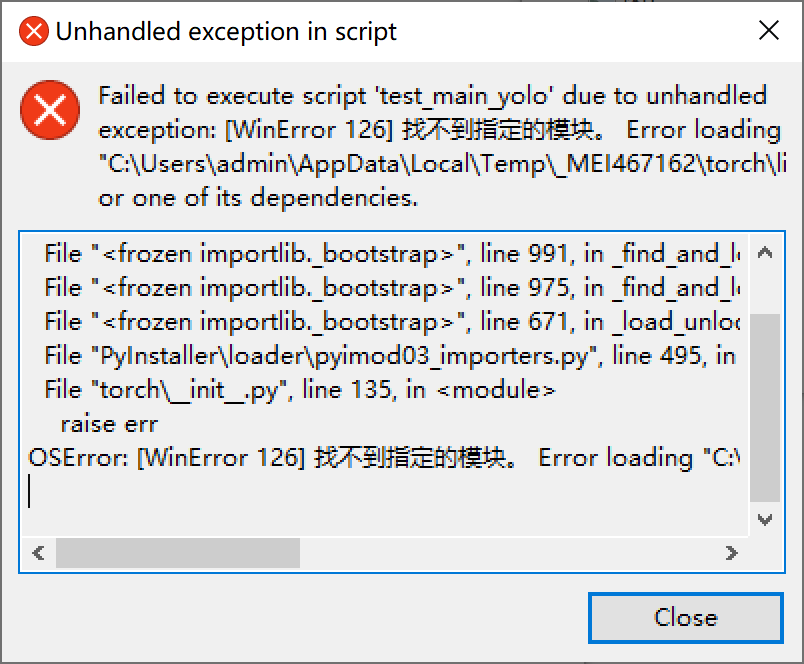 Unhandled exception in script
Failed to execute script 'test_main_yolo' due to unhandled
exception: [WinError 126] 找不到指定的模块。 Error loading
"C:\Users\admin\AppData\Local\Temp\_MEI467162\torch\li
or one of its dependencies.
File "<frozen importlib._bootstrap>", line 991, in _find_and_l
File "<frozen importlib._bootstrap>", line 975, in _find_and_l
File "<frozen importlib._bootstrap>", line 671, in _load_unloc
File "PyInstaller\loader\pyimod03_importers.py", line 495, in
File "torch\__init__.py", line 135, in <module>
raise err
OSError: [WinError 126] 找不到指定的模块。 Error loading "C:\
Close